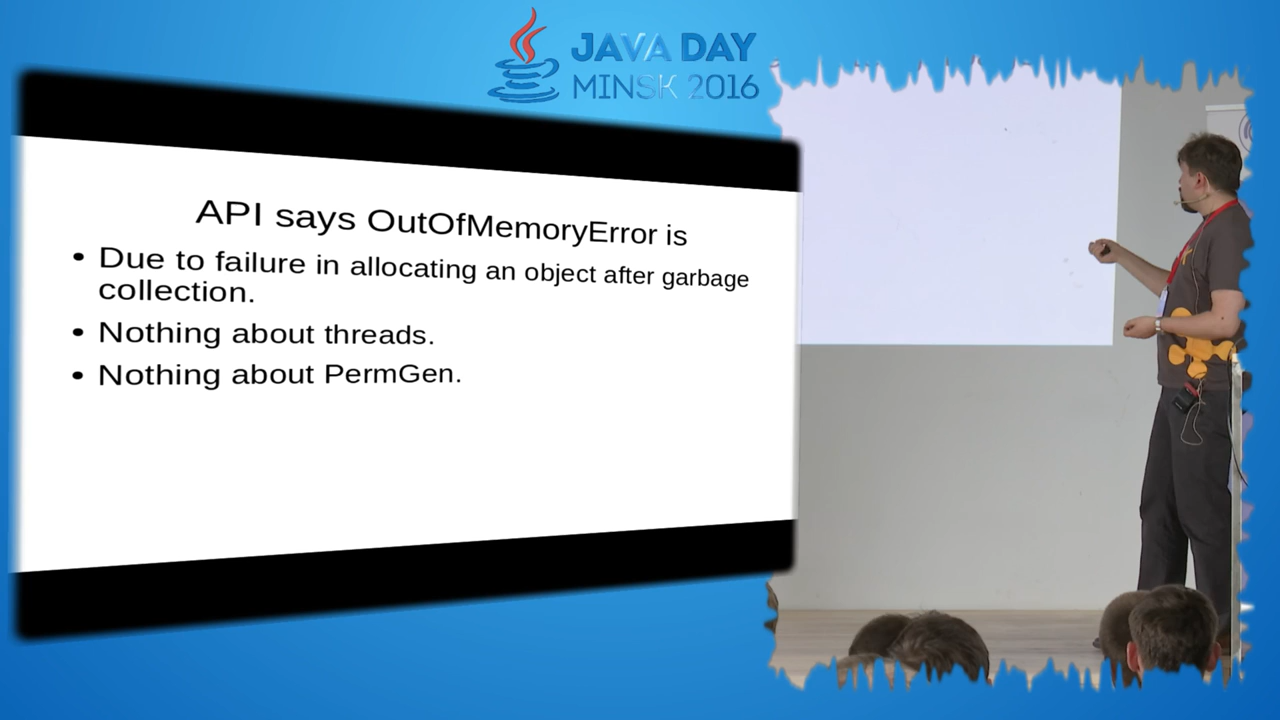 JAVA DAY
MINSK 2016
API says OutOfMemoryError is
• Due to failure in allocating an object after garbage
collection.
• Nothing about threads.
• Nothing about PermGen.